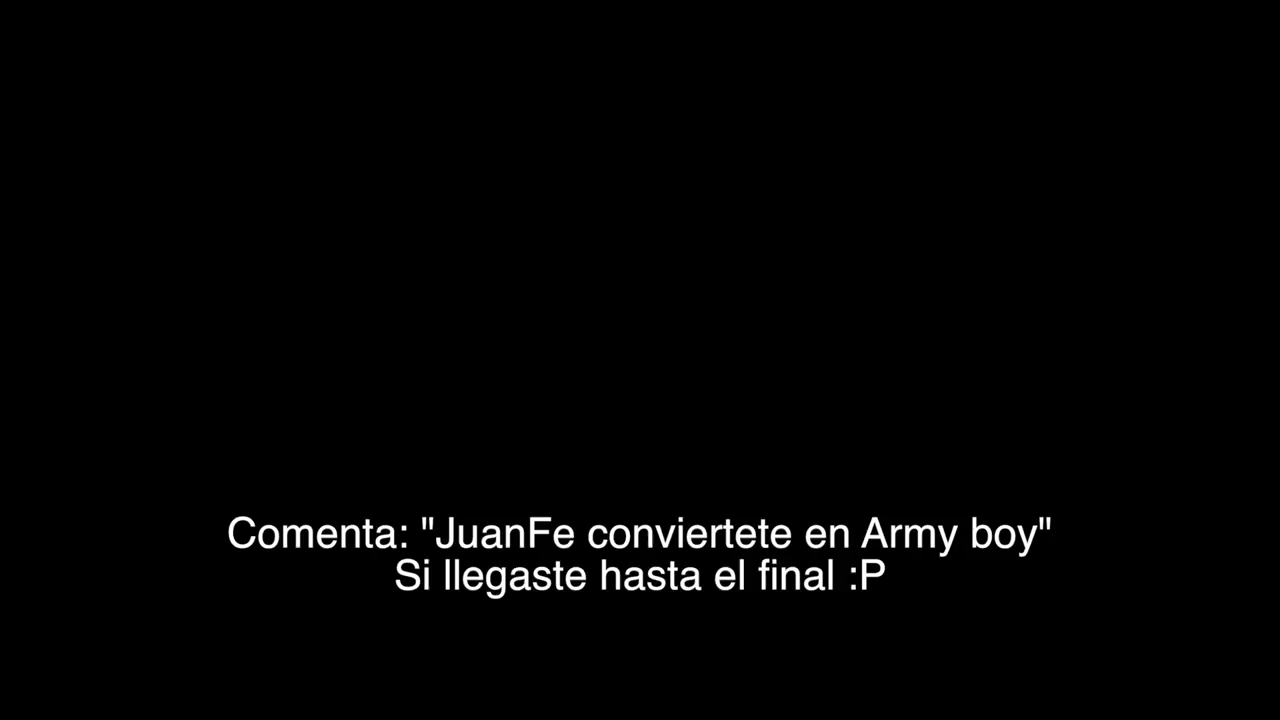 Comenta: "JuanFe conviertete en Army boy"
Si llegaste hasta el final :P